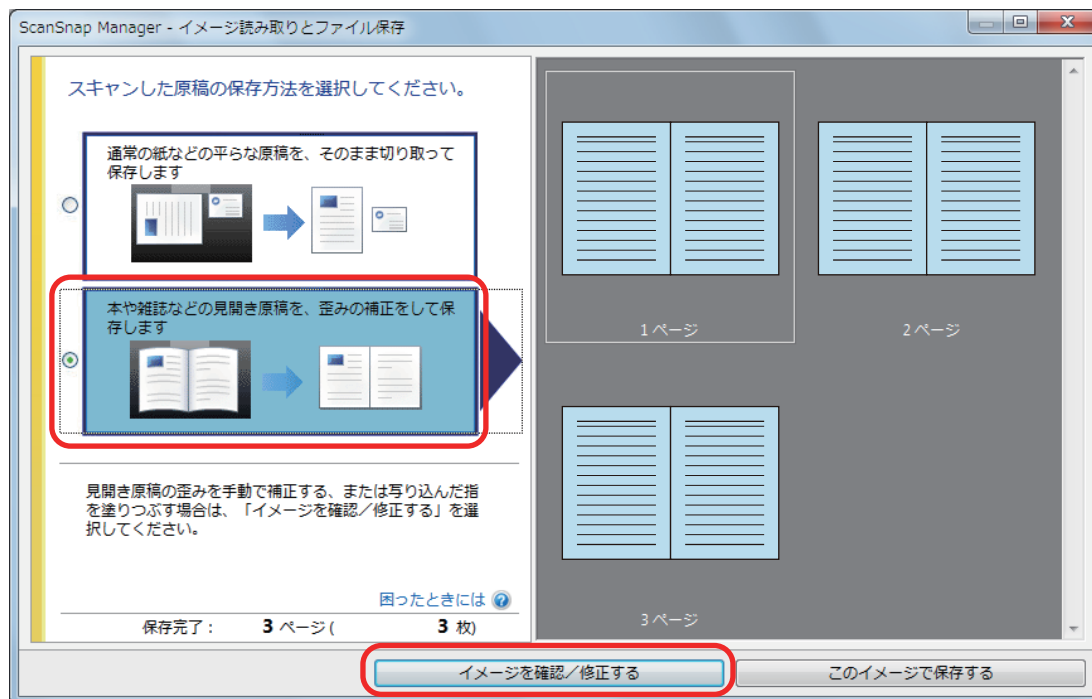 ScanSnap Manager - イメージ読み取りとファイル保存
スキャンした原稿の保存方法を選択してください。
通常の紙などの平らな原稿を、そのまま切り取って
保存します
本や雑誌などの見開き原稿を、歪みの補正をして保
存します
見開き原稿の歪みを手動で補正する、または写り込んだ指
を塗りつぶす場合は、「イメージを確認／修正する」を選
択してください。
困ったときには ?
保存完了： 3 ページ( 3 枚)
1 ページ
2 ページ
3 ページ
イメージを確認／修正する
このイメージで保存する